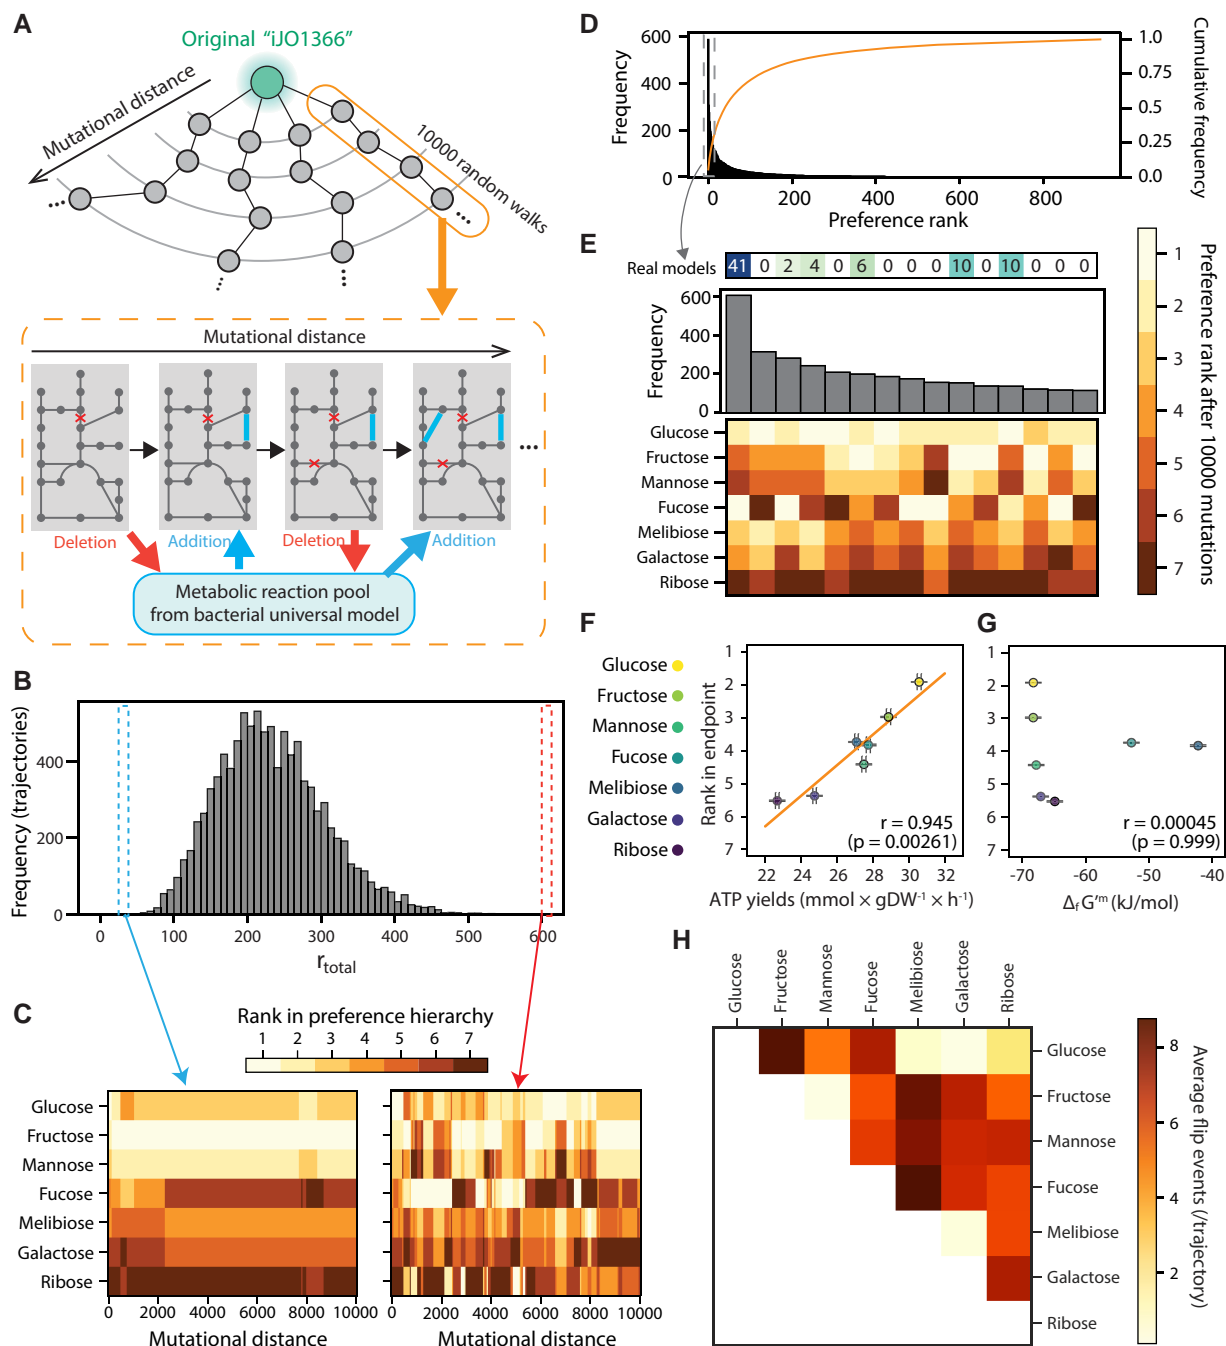 A
Original “iJO1366”
Mutational distance
10000 random walks
Mutational distance
Deletion
Addition
Deletion
Addition
Metabolic reaction pool
from bacterial universal model
B
Frequency (trajectories)
400
200
0
0 100 200 300 400 500 600
r_total
C
Rank in preference hierarchy
1 2 3 4 5 6 7
Glucose
Fructose
Mannose
Fucose
Melibiose
Galactose
Ribose
0 2000 4000 6000 8000 10000
Mutational distance
0 2000 4000 6000 8000 10000
Mutational distance
D
Frequency
600
400
200
0
Cumulative frequency
1.0
0.75
0.5
0.25
0.0
0 200 400 600 800
Preference rank
E
Real models 41 0 2 4 0 6 0 0 0 10 0 10 0 0 0
Frequency
600
400
200
0
Glucose
Fructose
Mannose
Fucose
Melibiose
Galactose
Ribose
Preference rank after 10000 mutations
1
2
3
4
5
6
7
F
Glucose
Fructose
Mannose
Fucose
Melibiose
Galactose
Ribose
Rank in endpoint
1
2
3
4
5
6
7
r = 0.945
(p = 0.00261)
22 24 26 28 30 32
ATP yields (mmol × gDW⁻¹ × h⁻¹)
G
1
2
3
4
5
6
7
r = 0.00045
(p = 0.999)
-70 -60 -50 -40
ΔfG′ᵐ (kJ/mol)
H
Glucose
Fructose
Mannose
Fucose
Melibiose
Galactose
Ribose
Glucose
Fructose
Mannose
Fucose
Melibiose
Galactose
Ribose
Average flip events (/trajectory)
8
6
4
2